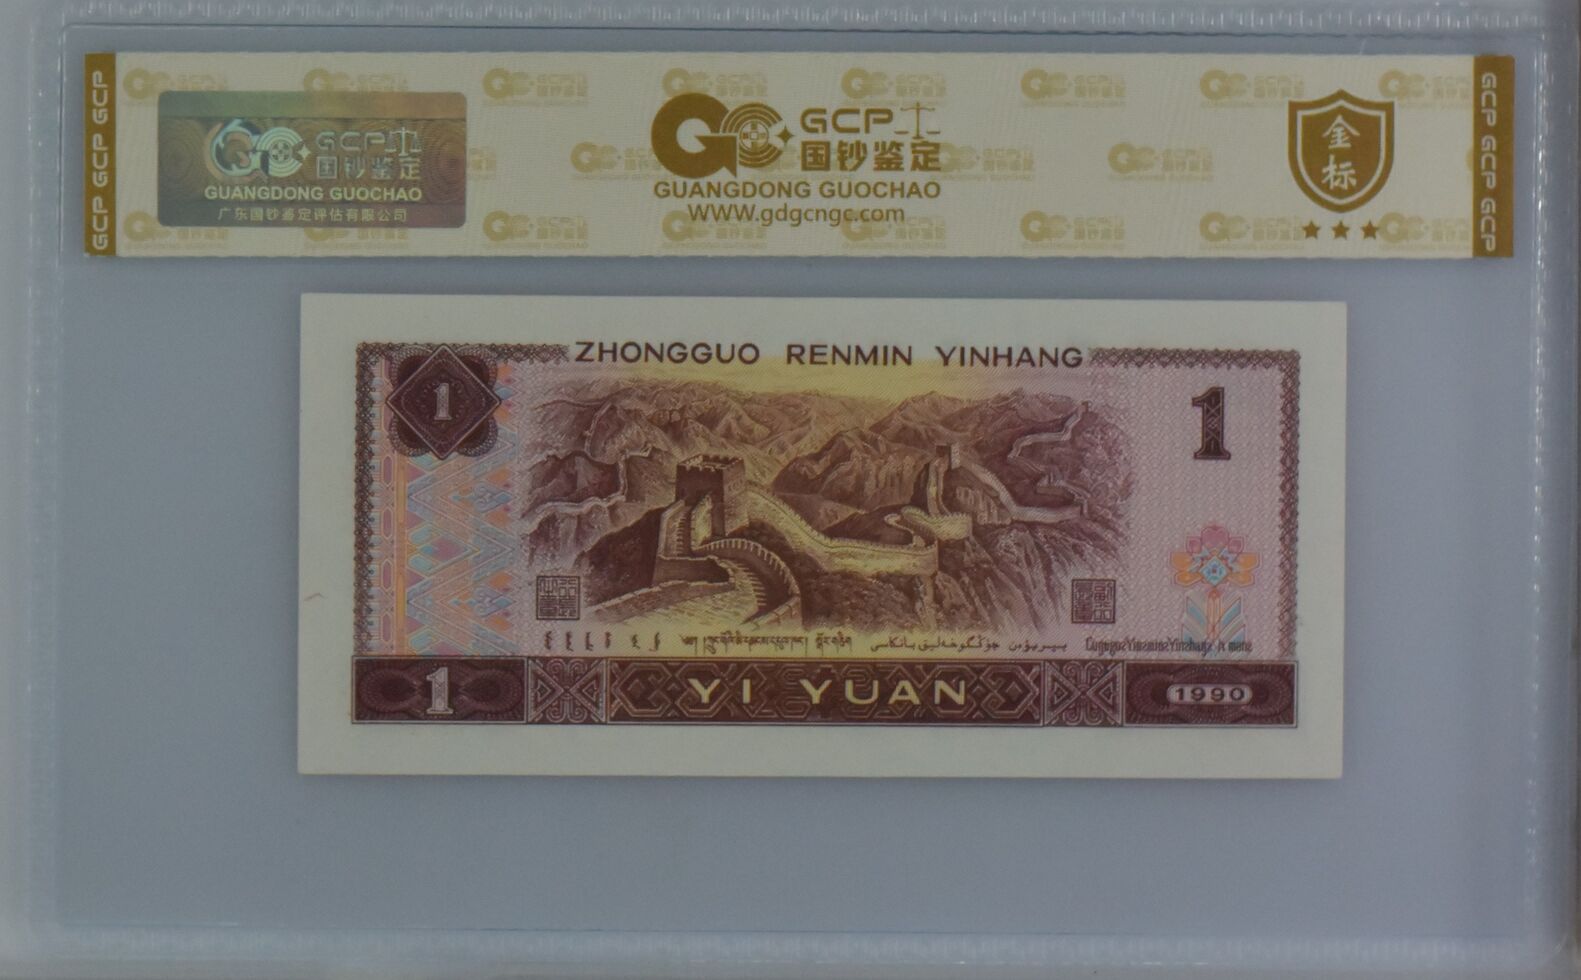 GCP GCP GCP
GCP
国钞鉴定
GUANGDONG GUOCHAO
广东国钞鉴定评估有限公司
GCP
国钞鉴定
GUANGDONG GUOCHAO
WWW.gdgcngc.com
金标
GCP GCP GCP
ZHONGGUO RENMIN YINHANG
1
1
1
YI YUAN
1990